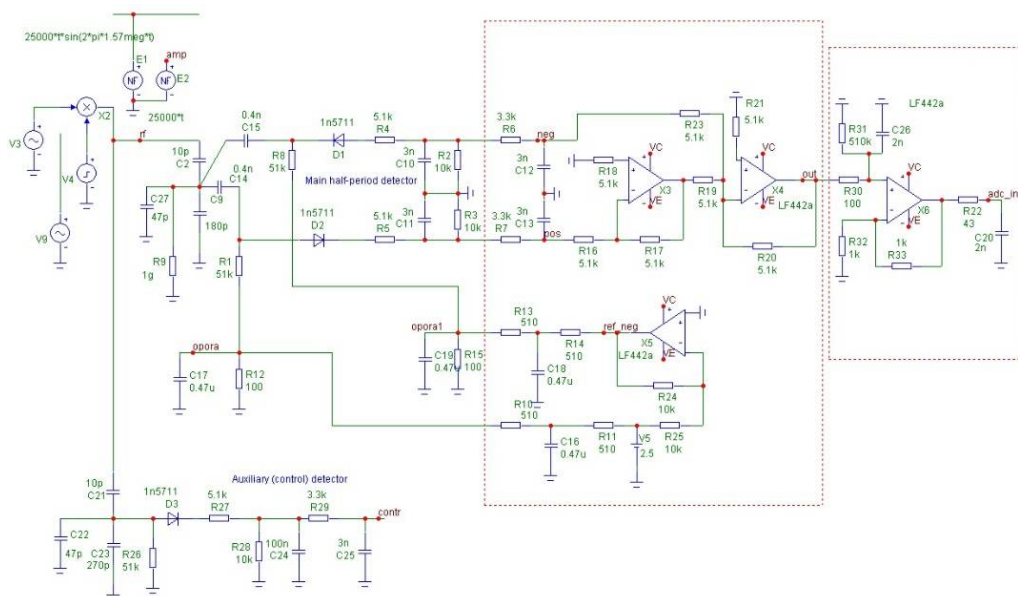 25000*t*sin(2*pi*1.57meg*t)
E1
NF
amp
NF
E2
25000*t
V3
X2
V4
V9
rf
10p
C2
0.4n
C15
0.4n
C14
C9
180p
C27
47p
R9
1g
R8
51k
R1
51k
1n5711
D1
5.1k
R4
Main half-period detector
1n5711
D2
5.1k
R5
3n
C10
3n
C11
R2
10k
R3
10k
3.3k
R6
3.3k
R7
neg
3n
C12
3n
C13
pos
R18
5.1k
R16
5.1k
R17
5.1k
VC
X3
VE
R23
5.1k
R19
5.1k
R21
5.1k
VC
X4
VE
LF442a
out
R20
5.1k
R31
510k
C26
2n
LF442a
R30
100
VC
X6
VE
R32
1k
1k
R33
R22
43
adc_in
C20
2n
opora
C17
0.47u
R12
100
opora1
C19
0.47u
R15
100
R13
510
C18
0.47u
R14
510
ref_neg
VC
X5
VE
LF442a
R24
10k
R10
510
C16
0.47u
R11
510
V5
2.5
R25
10k
10p
C21
C22
47p
C23
270p
R26
51k
1n5711
D3
Auxiliary (control) detector
5.1k
R27
R28
10k
100n
C24
3.3k
R29
3n
C25
contr